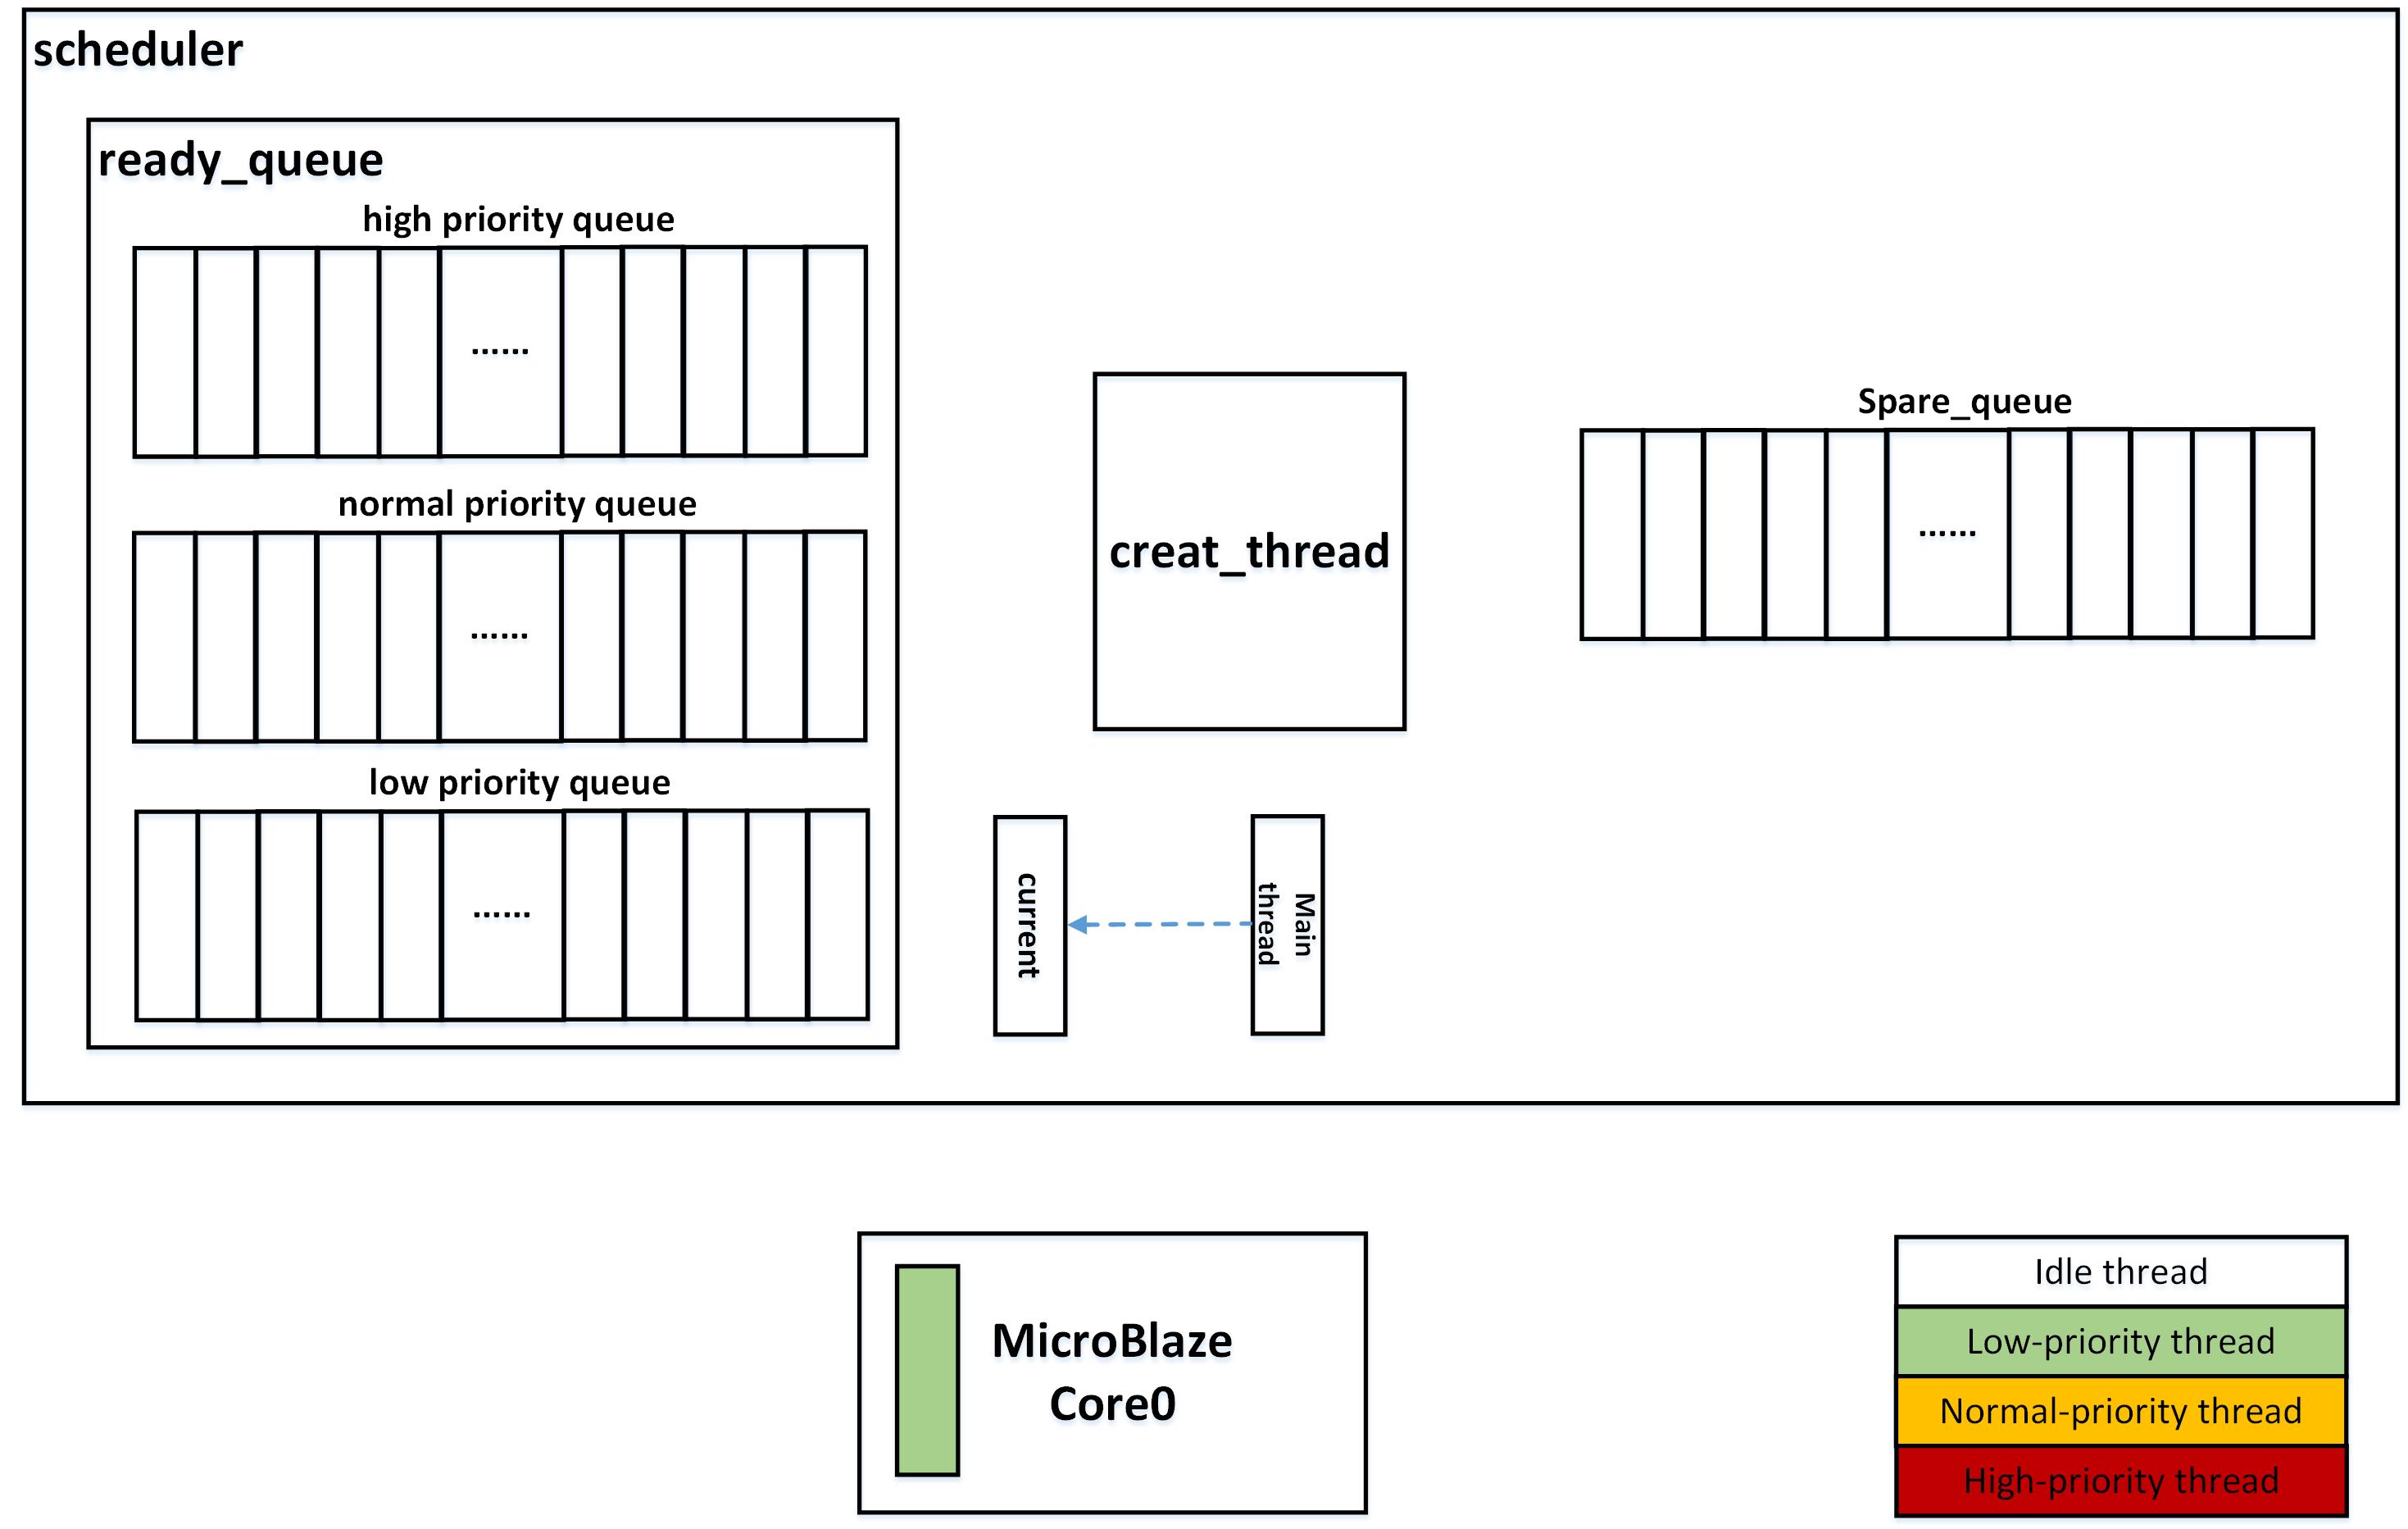 scheduler
ready_queue
high priority queue
......
normal priority queue
......
low priority queue
......
creat_thread
Spare_queue
......
current
Main
thread
MicroBlaze
Core0
Idle thread
Low-priority thread
Normal-priority thread
High-priority thread